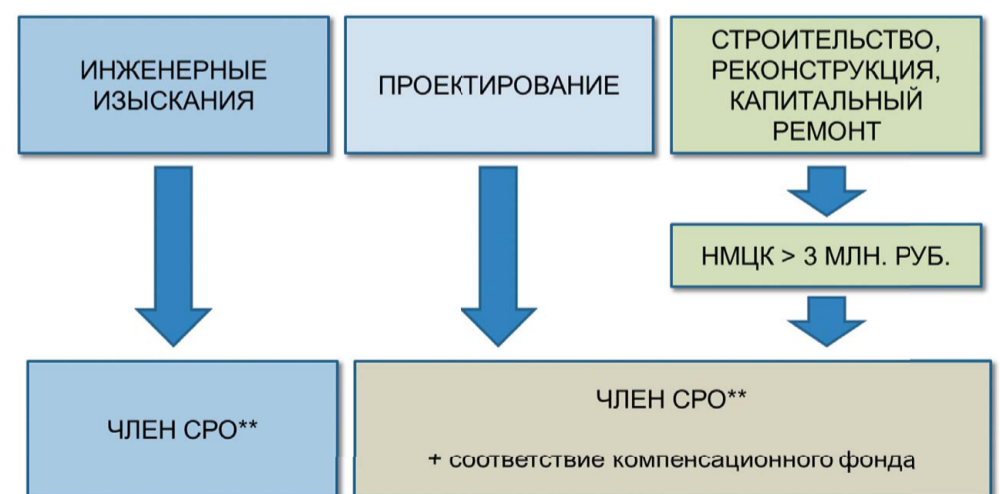 ИНЖЕНЕРНЫЕ
ИЗЫСКАНИЯ
ПРОЕКТИРОВАНИЕ
СТРОИТЕЛЬСТВО,
РЕКОНСТРУКЦИЯ,
КАПИТАЛЬНЫЙ
РЕМОНТ
НМЦК > 3 МЛН. РУБ.
ЧЛЕН СРО**
ЧЛЕН СРО**
+ соответствие компенсационного фонда